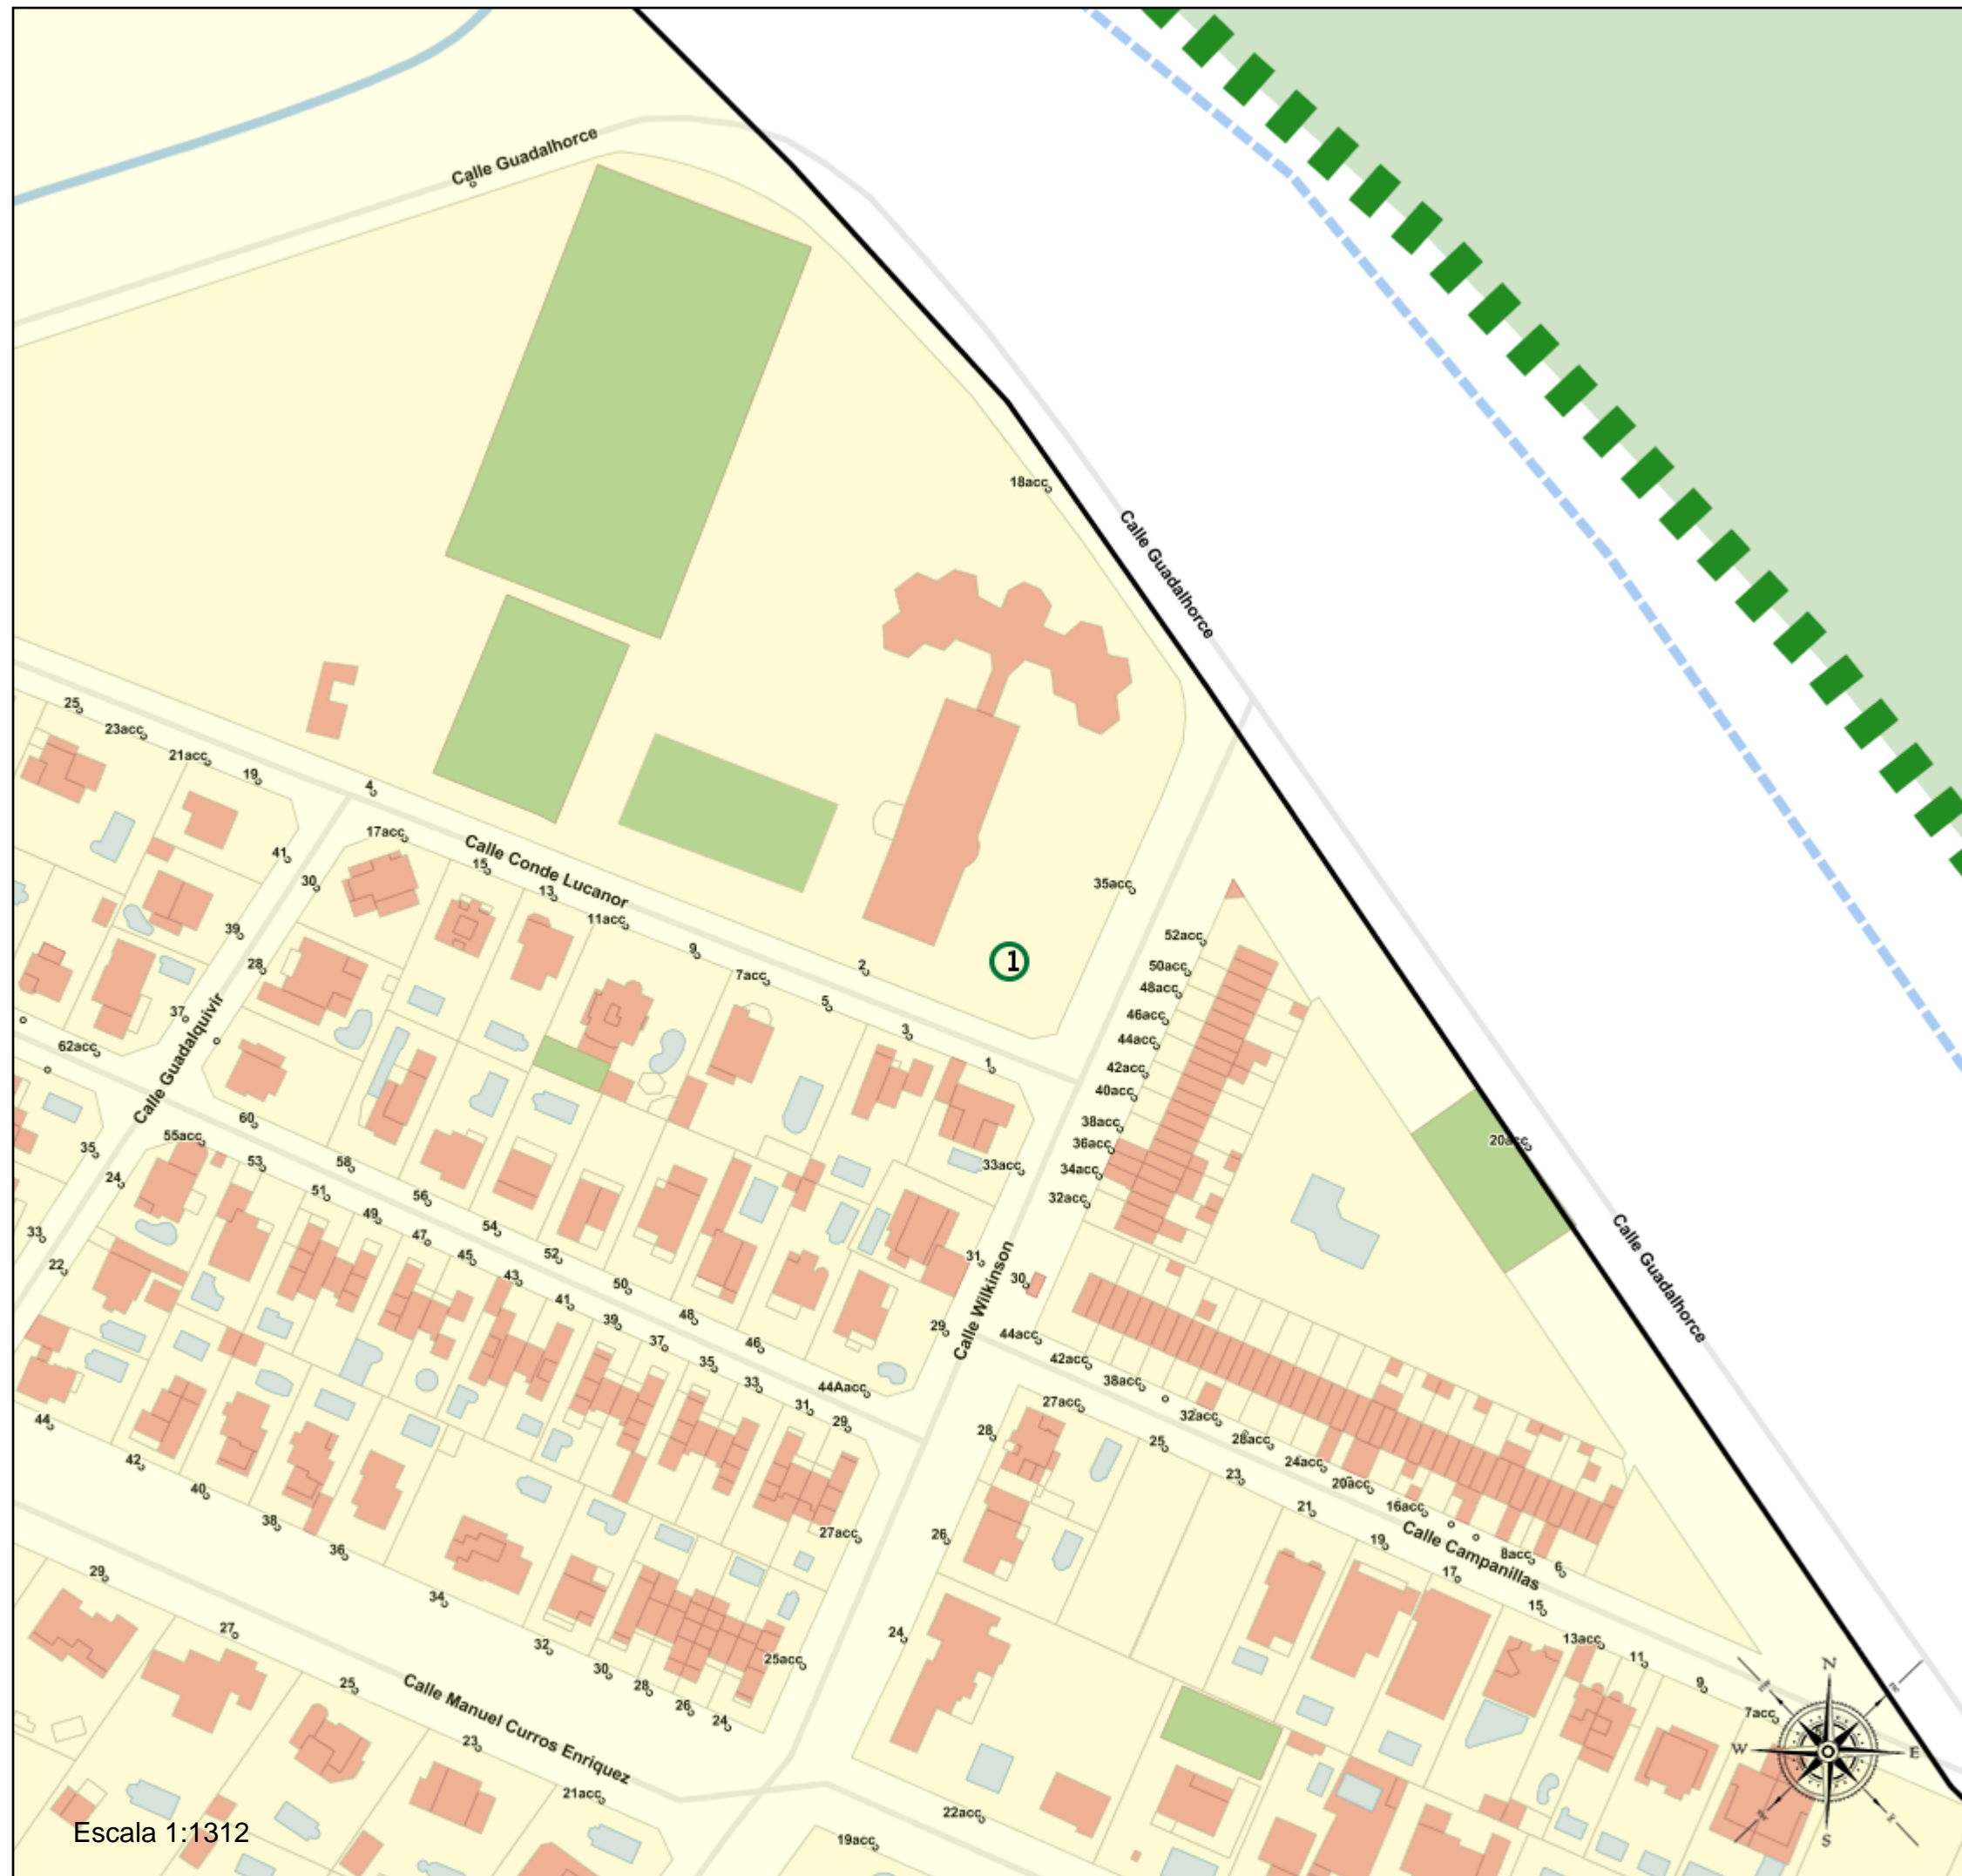 Calle Guadalhorce
18acc
Calle Guadalhorce
25
23acc
21acc
19
4
17acc
41
30
15
Calle Conde Lucanor
13
11acc
35acc
39
28
9
7acc
2
1
52acc
50acc
48acc
5
46acc
37
3
44acc
62acc
Calle Guadalquivir
1
42acc
40acc
60
38acc
55acc
36acc
20acc
35
53
58
33acc
34acc
24
51
56
32acc
33
49
54
47
22
45
52
31
43
50
30
Calle Guadalhorce
41
48
29
Calle Wilkinson
39
37
46
44acc
35
42acc
33
44Aacc
38acc
31
27acc
32acc
44
29
28
28acc
25
42
24acc
23
20acc
40
21
16acc
38
27acc
26
Calle Campanillas
19
8acc
36
6
29
17
34
15
27
24
13acc
32
25acc
11
30
25
28
9
Calle Manuel Curros Enriquez
26
24
7acc
23
21acc
22acc
19acc
N
W
E
S
Escala 1:1312